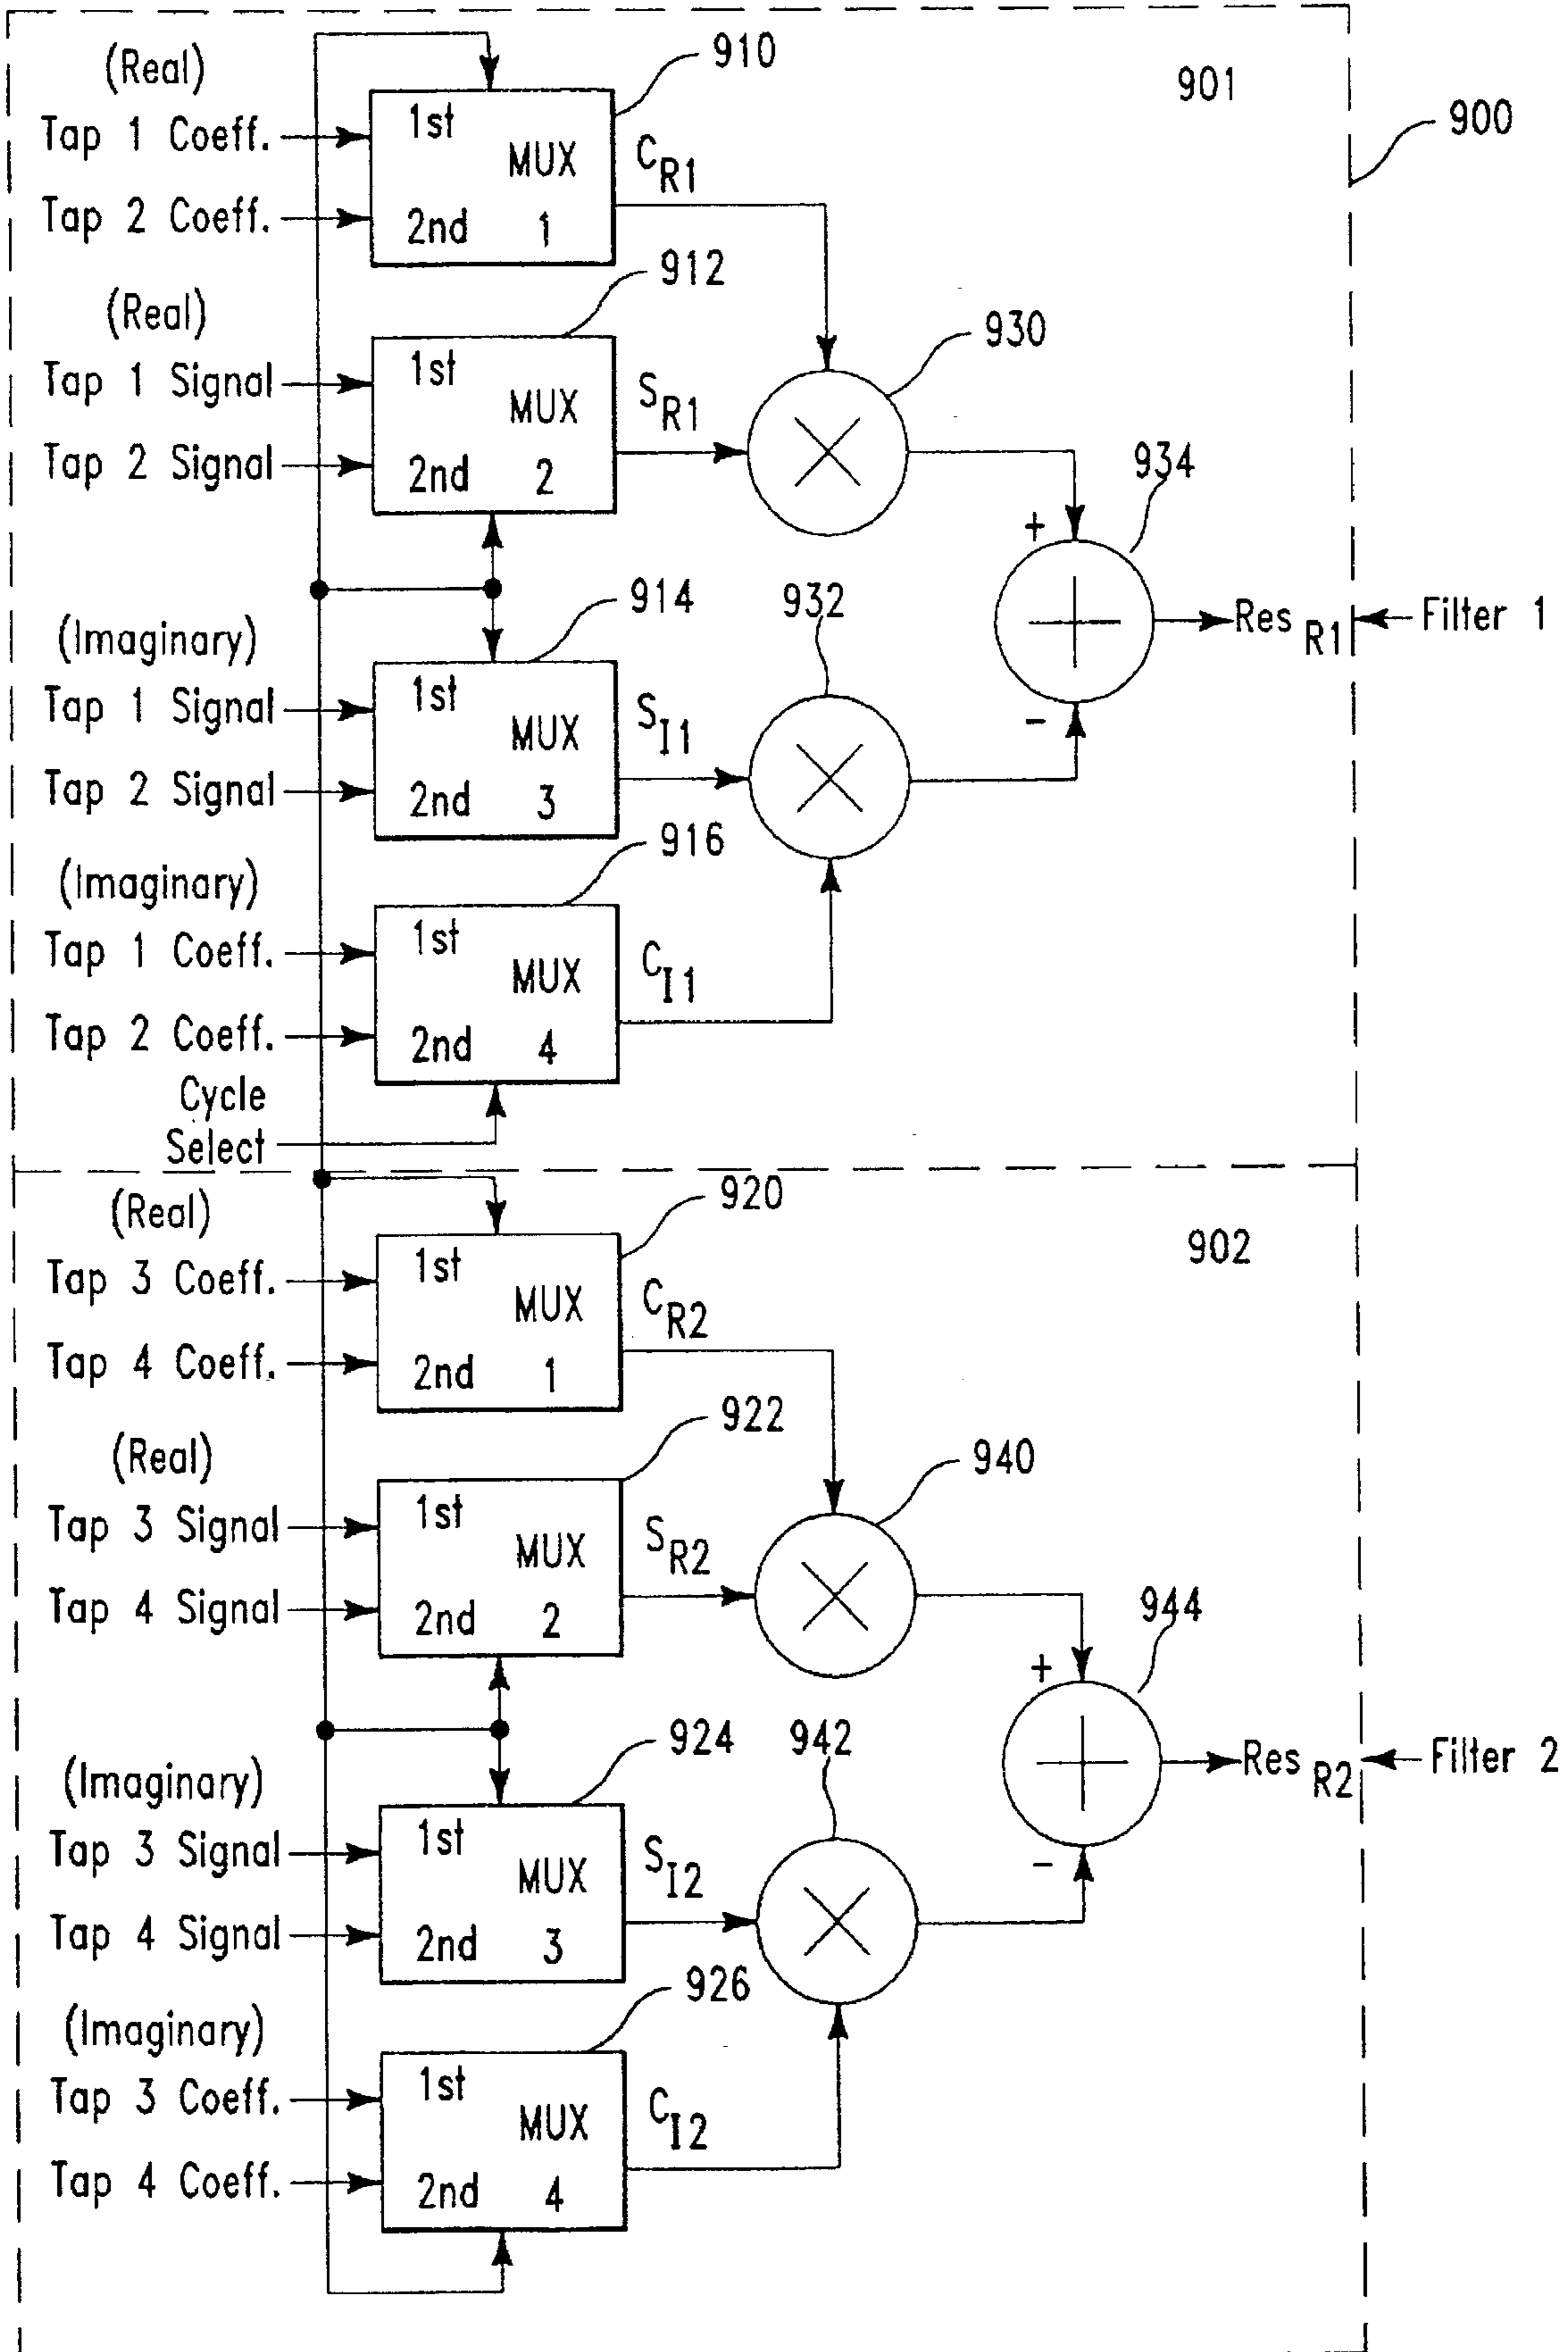 (Real)
910
901
900
Tap 1 Coeff.
1st
MUX
C R1
Tap 2 Coeff.
2nd 1
912
(Real)
930
Tap 1 Signal
1st
MUX
S R1
Tap 2 Signal
2nd 2
934
+
914
932
(Imaginary)
Res R1
Filter 1
Tap 1 Signal
1st
MUX
S I1
-
Tap 2 Signal
2nd 3
916
(Imaginary)
Tap 1 Coeff.
1st
MUX
C I1
Tap 2 Coeff.
2nd 4
Cycle
Select
(Real)
920
902
Tap 3 Coeff.
1st
MUX
C R2
Tap 4 Coeff.
2nd 1
922
(Real)
940
Tap 3 Signal
1st
MUX
S R2
Tap 4 Signal
2nd 2
944
+
924
942
(Imaginary)
Res R2
Filter 2
Tap 3 Signal
1st
MUX
S I2
-
Tap 4 Signal
2nd 3
926
(Imaginary)
Tap 3 Coeff.
1st
MUX
C I2
Tap 4 Coeff.
2nd 4